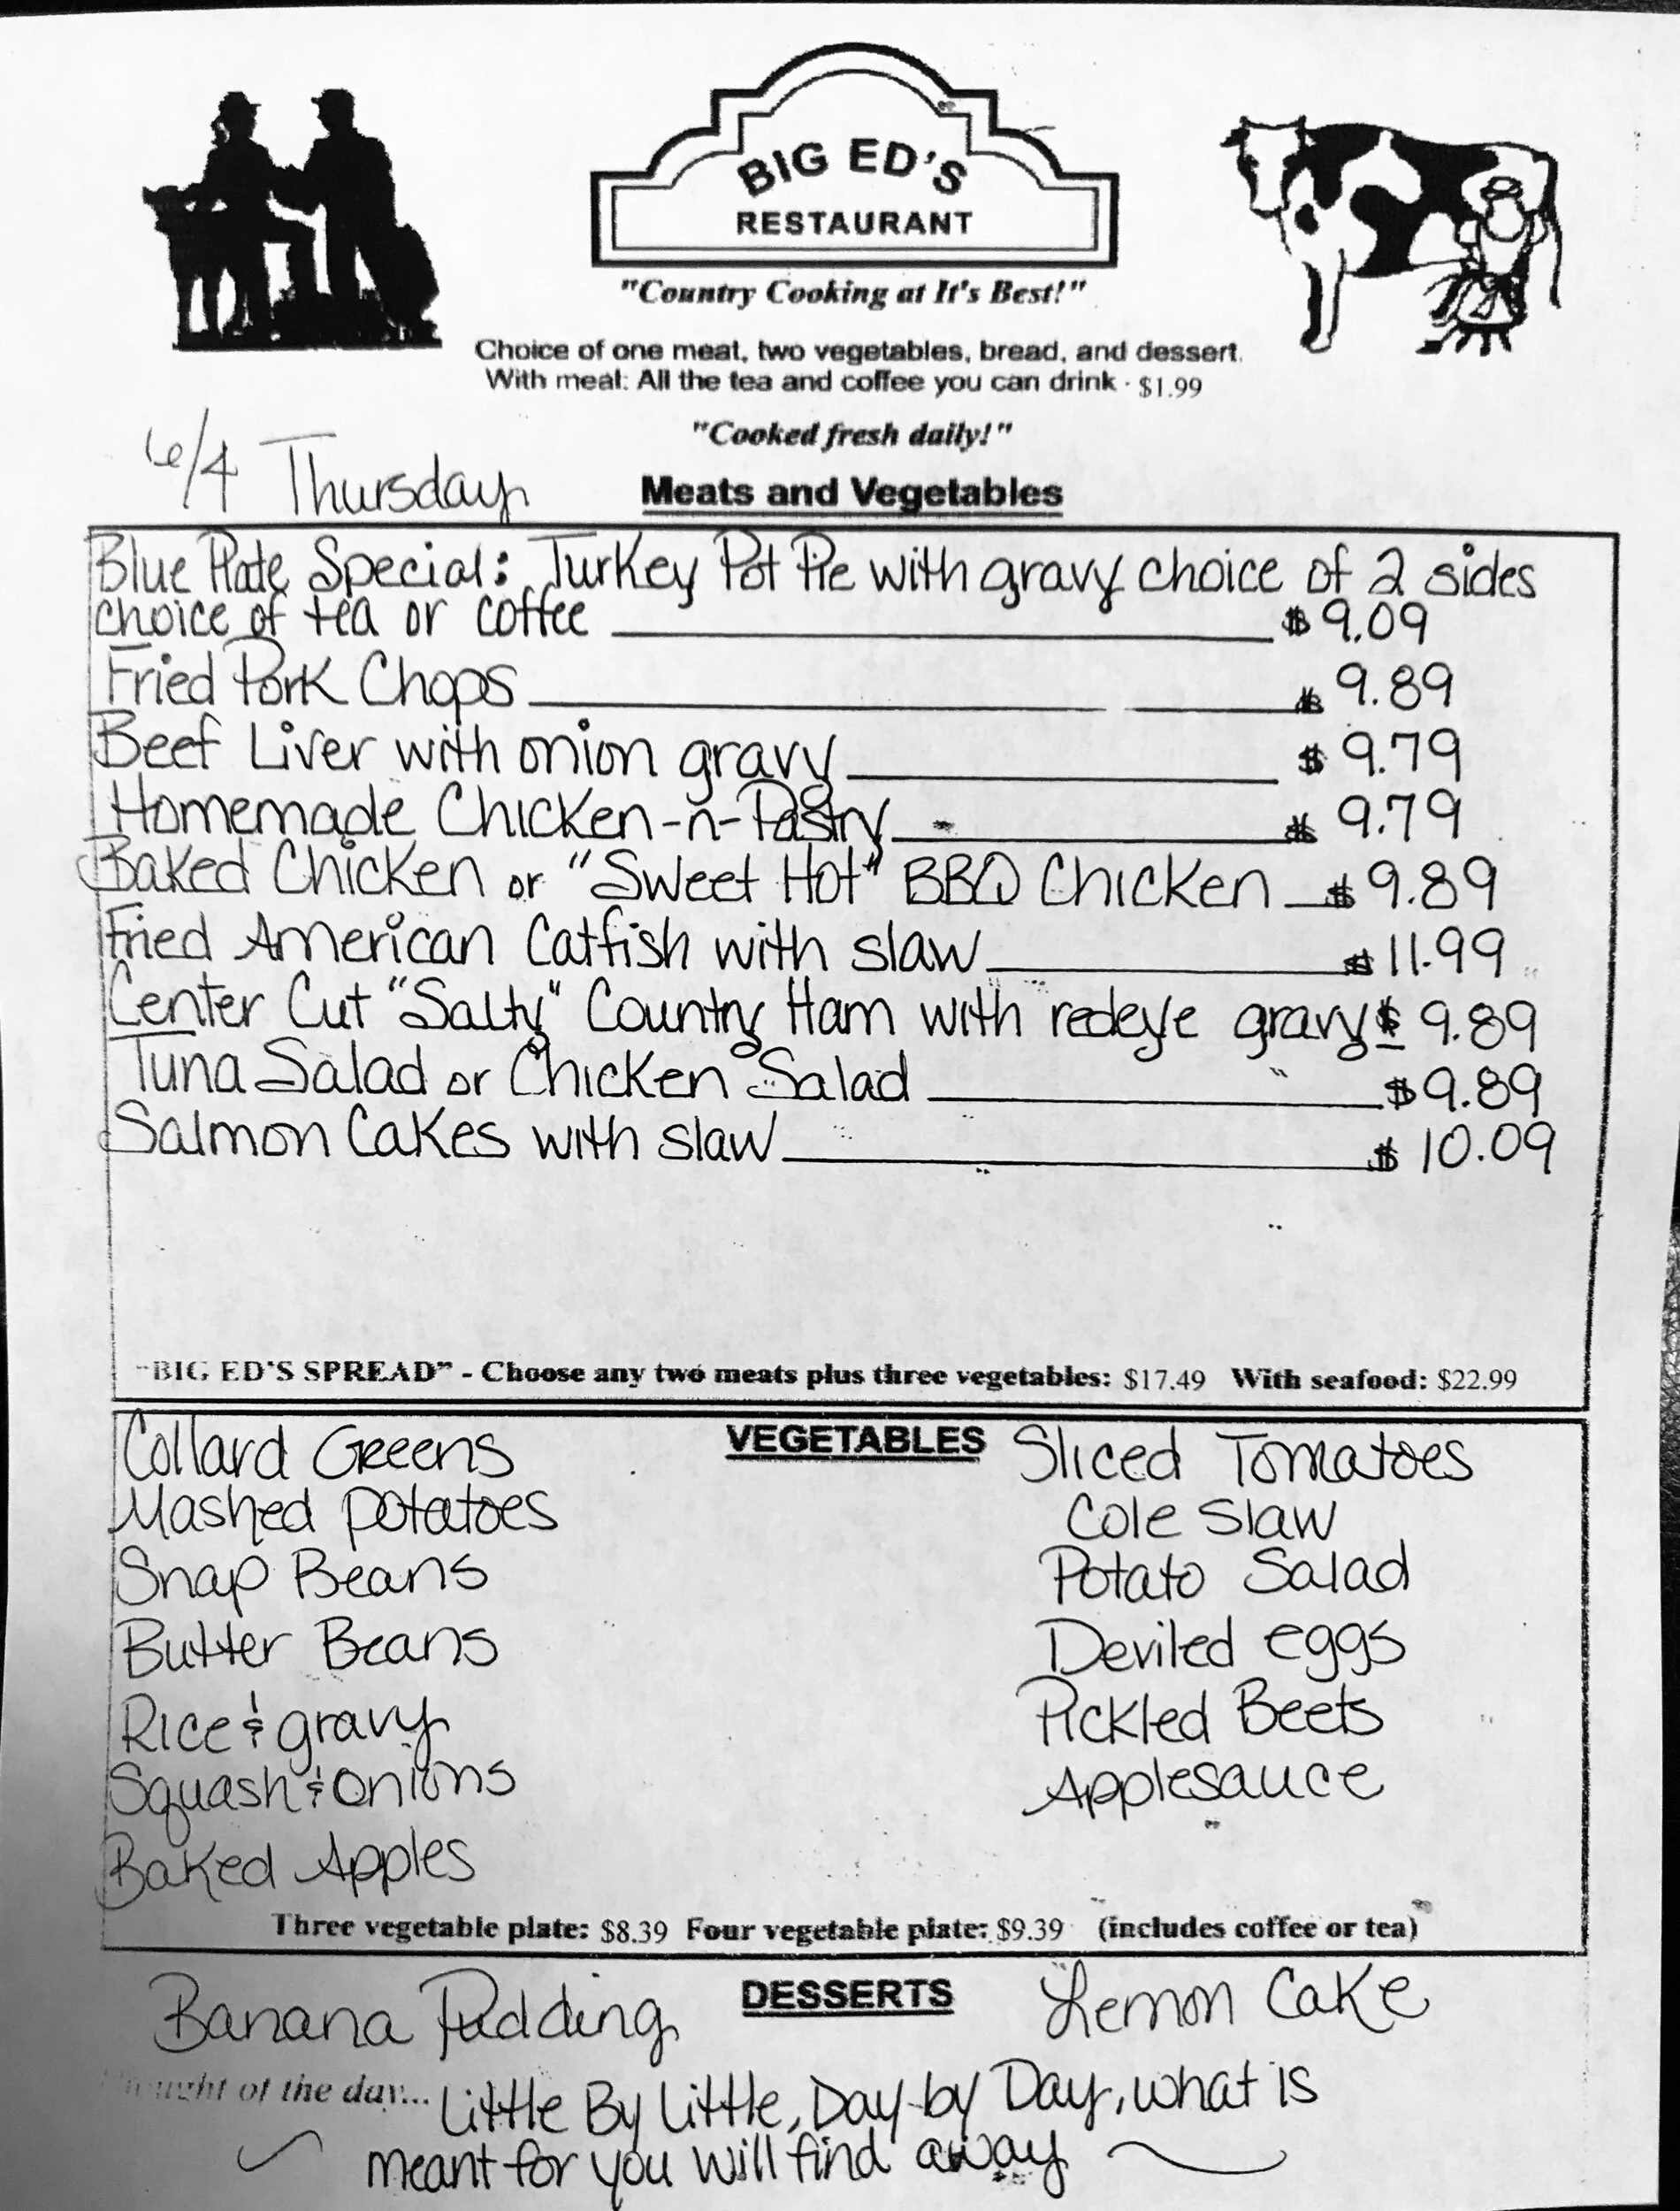 BIG ED'S
RESTAURANT
"Country Cooking at It's Best!"
Choice of one meat, two vegetables, bread, and dessert.
With meal: All the tea and coffee you can drink · $1.99
"Cooked fresh daily!"
6/4 Thursday
Meats and Vegetables
Blue Plate Special: Turkey Pot Pie with gravy choice of 2 sides
choice of tea or coffee $9.09
Fried Pork Chops $ 9.89
Beef Liver with onion gravy $ 9.79
Homemade Chicken-n-Pastry $ 9.79
Baked Chicken or "Sweet Hot" BBQ Chicken $9.89
Fried American Catfish with slaw $11.99
Center Cut "Salty" Country Ham with redeye gravy $ 9.89
Tuna Salad or Chicken Salad $9.89
Salmon Cakes with slaw $ 10.09
"BIG ED'S SPREAD" - Choose any two meats plus three vegetables: $17.49 With seafood: $22.99
VEGETABLES
Collard Greens
Mashed Potatoes
Snap Beans
Butter Beans
Rice & gravy
Squash & Onions
Baked Apples
Sliced Tomatoes
Cole Slaw
Potato Salad
Deviled eggs
Pickled Beets
Applesauce
Three vegetable plate: $8.39 Four vegetable plate: $9.39 (includes coffee or tea)
DESSERTS
Banana Pudding
Lemon Cake
Thought of the day... Little By Little, Day by Day, what is
meant for you will find away